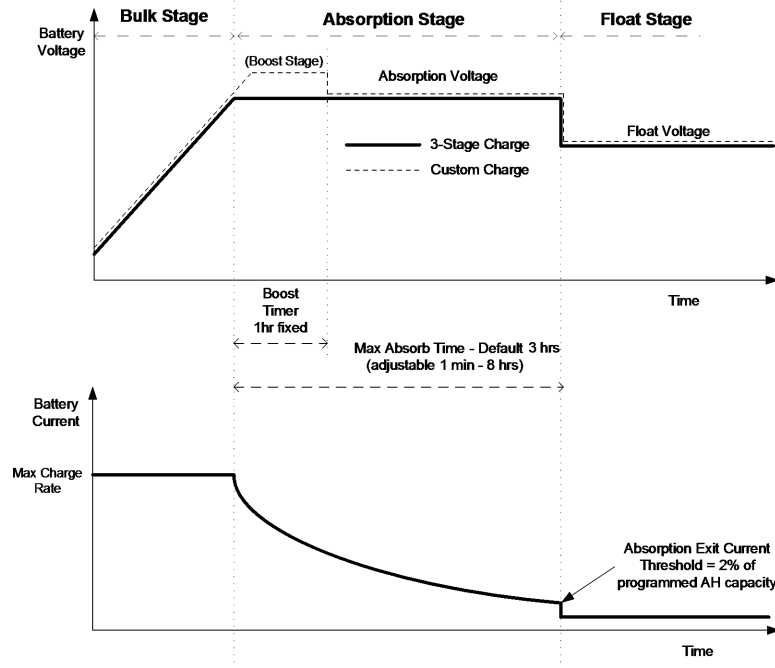 Bulk Stage
Absorption Stage
Float Stage
Battery
Voltage
(Boost Stage)
Absorption Voltage
Float Voltage
3-Stage Charge
Custom Charge
Time
Boost
Timer
1hr fixed
Max Absorb Time - Default 3 hrs
(adjustable 1 min - 8 hrs)
Battery
Current
Max Charge
Rate
Absorption Exit Current
Threshold = 2% of
programmed AH capacity
Time